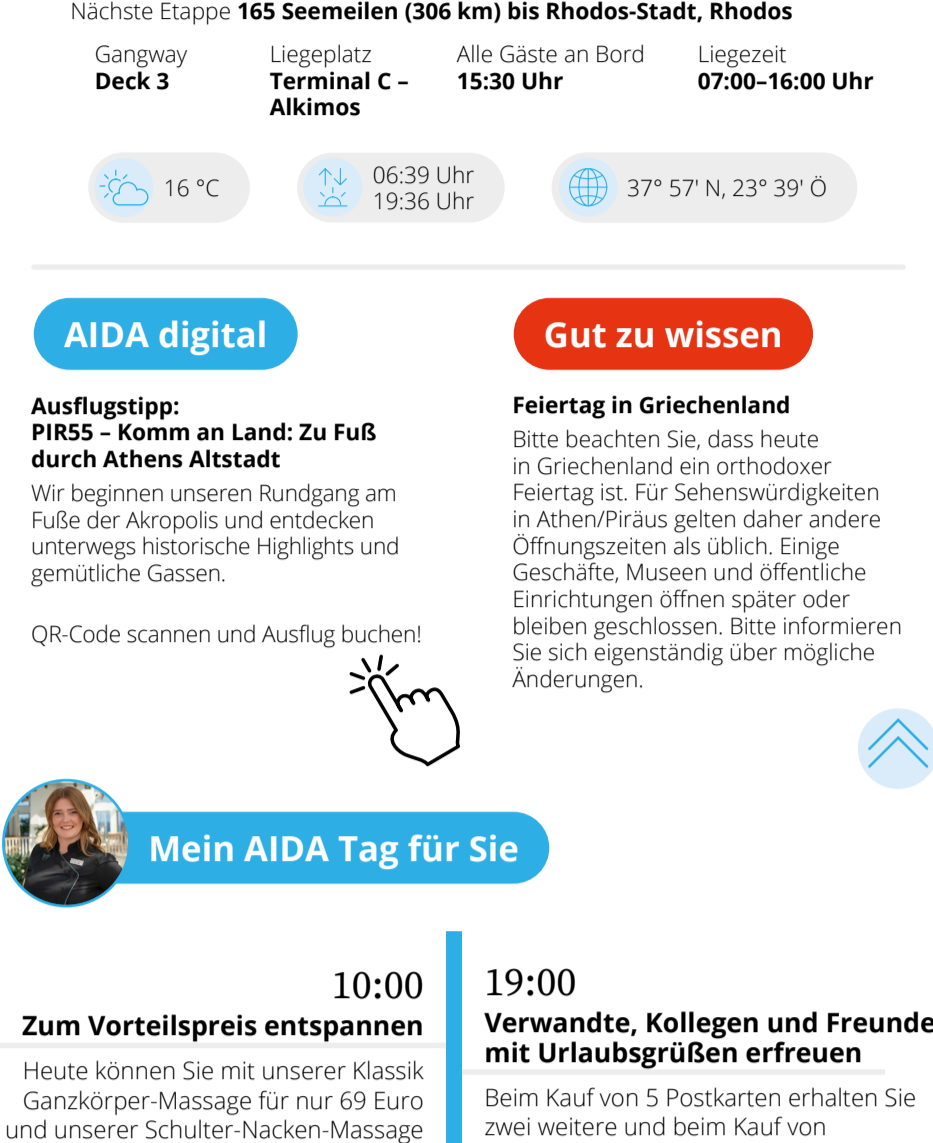 Nächste Etappe 165 Seemeilen (306 km) bis Rhodos-Stadt, Rhodos
Gangway
Deck 3
Liegeplatz
Terminal C –
Alkimos
Alle Gäste an Bord
15:30 Uhr
Liegezeit
07:00–16:00 Uhr
16 °C
06:39 Uhr
19:36 Uhr
37° 57' N, 23° 39' Ö
AIDA digital
Ausflugstipp:
PIR55 – Komm an Land: Zu Fuß
durch Athens Altstadt
Wir beginnen unseren Rundgang am
Fuße der Akropolis und entdecken
unterwegs historische Highlights und
gemütliche Gassen.
QR-Code scannen und Ausflug buchen!
Gut zu wissen
Feiertag in Griechenland
Bitte beachten Sie, dass heute
in Griechenland ein orthodoxer
Feiertag ist. Für Sehenswürdigkeiten
in Athen/Piräus gelten daher andere
Öffnungszeiten als üblich. Einige
Geschäfte, Museen und öffentliche
Einrichtungen öffnen später oder
bleiben geschlossen. Bitte informieren
Sie sich eigenständig über mögliche
Änderungen.
Mein AIDA Tag für Sie
10:00
Zum Vorteilspreis entspannen
Heute können Sie mit unserer Klassik
Ganzkörper-Massage für nur 69 Euro
und unserer Schulter-Nacken-Massage
19:00
Verwandte, Kollegen und Freunde
mit Urlaubsgrüßen erfreuen
Beim Kauf von 5 Postkarten erhalten Sie
zwei weitere und beim Kauf von